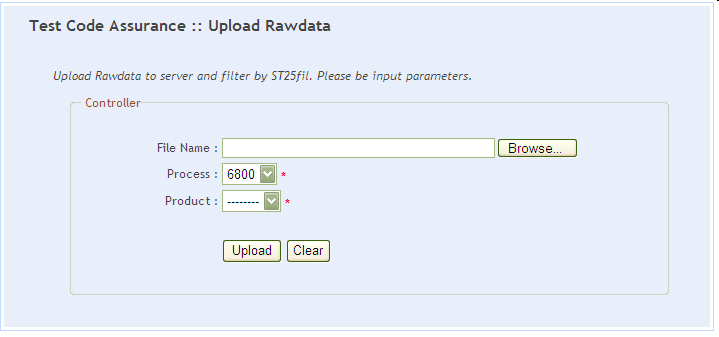 Test Code Assurance :: Upload Rawdata
Upload Rawdata to server and filter by ST25fil. Please be input parameters.
Controller
File Name : Browse...
Process : 6800 *
Product : -------- *
Upload Clear